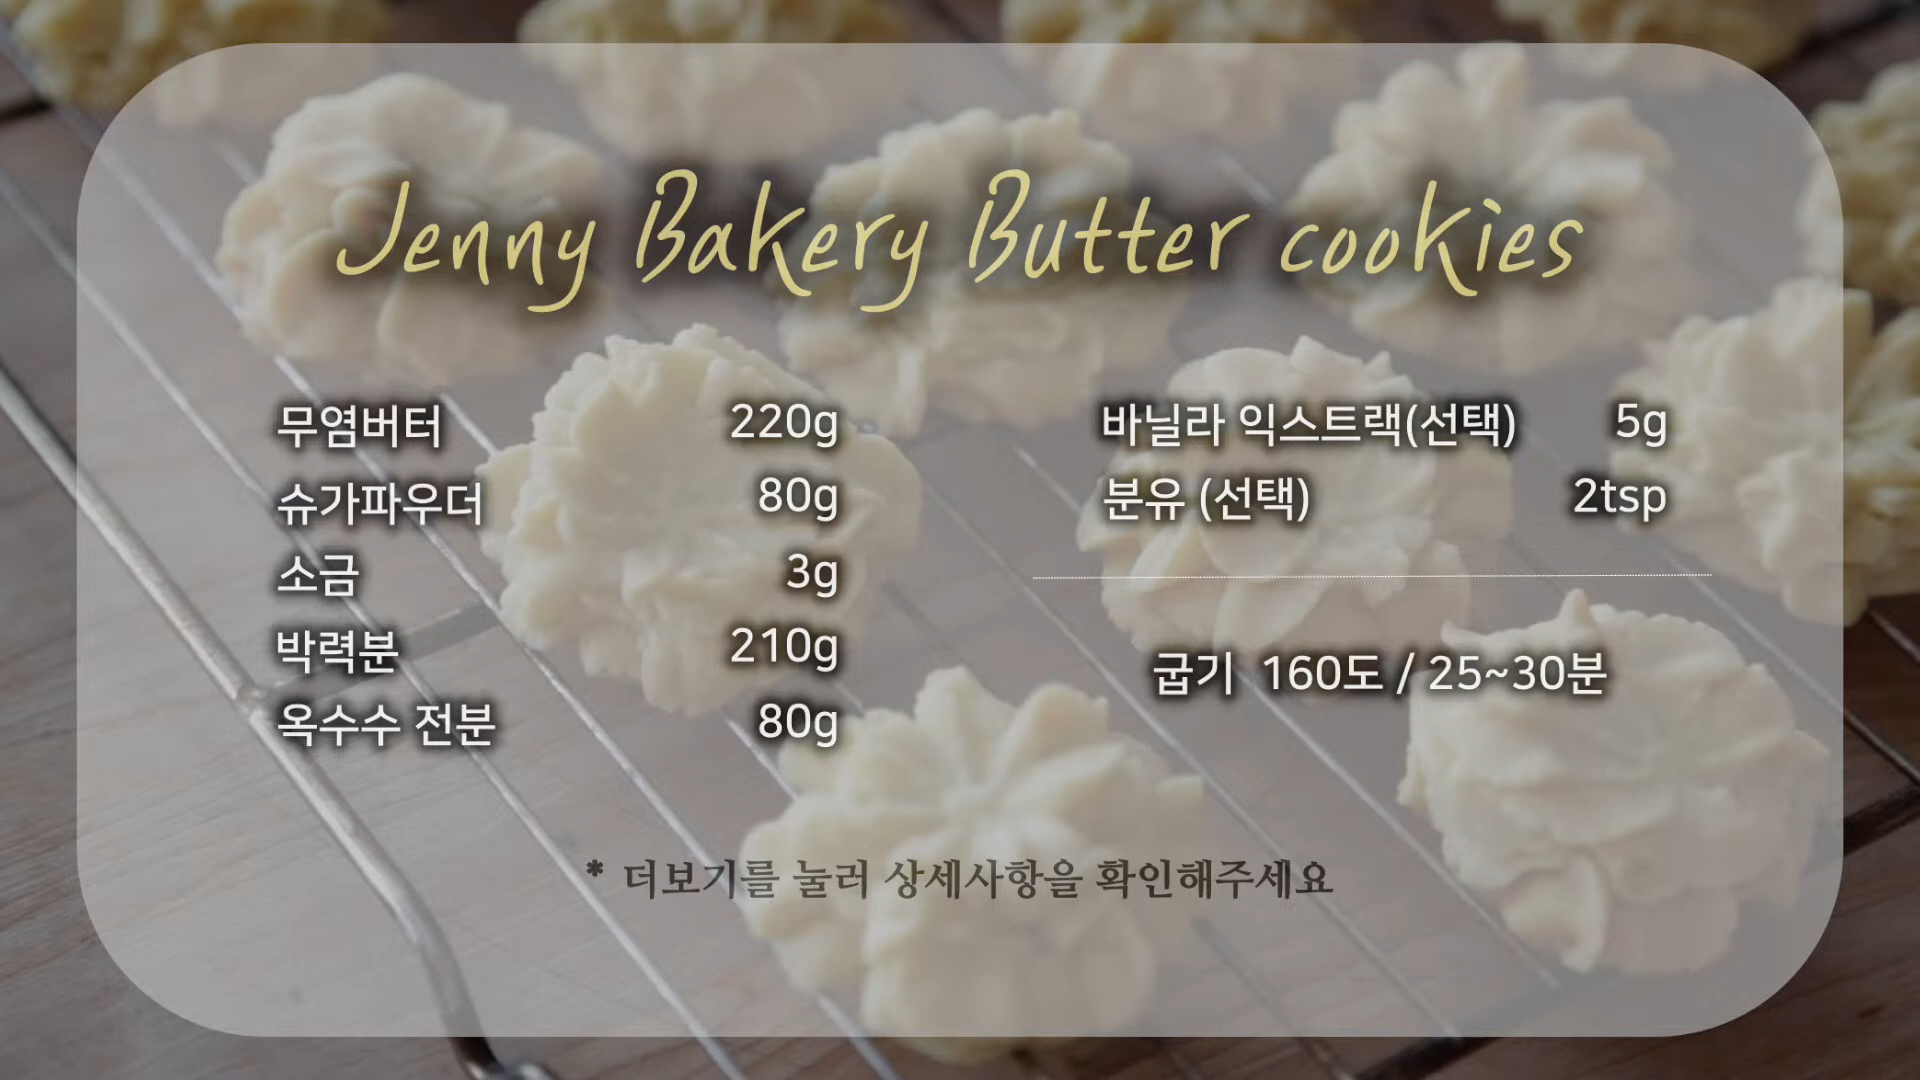 Jenny Bakery Butter cookies
무염버터 220g
슈가파우더 80g
소금 3g
박력분 210g
옥수수 전분 80g
바닐라 익스트랙(선택) 5g
분유 (선택) 2tsp
굽기 160도 / 25~30분
* 더보기를 눌러 상세사항을 확인해주세요